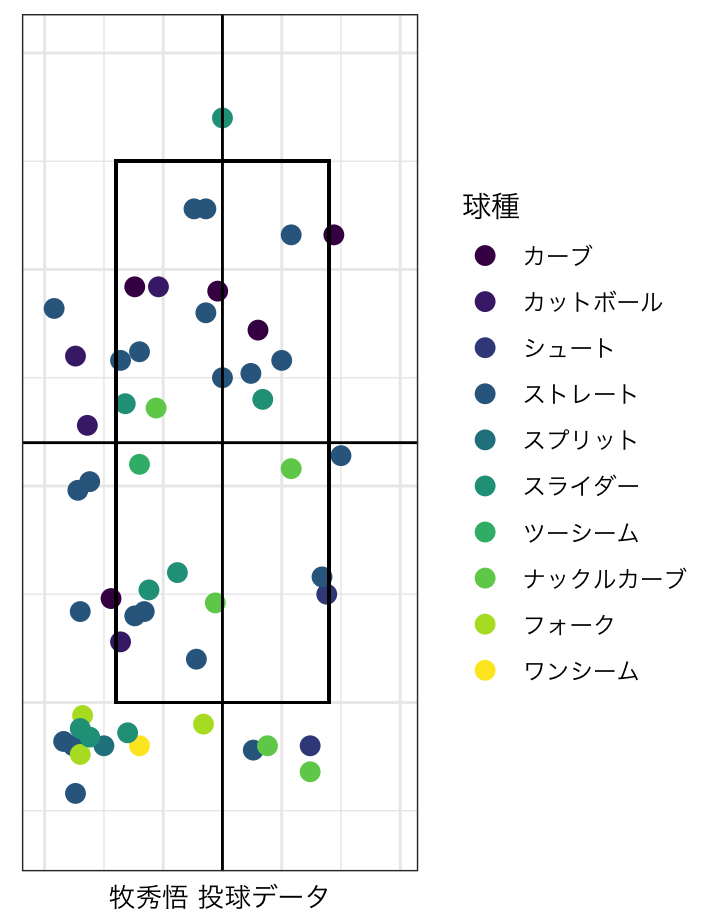 球種
カーブ
カットボール
シュート
ストレート
スプリット
スライダー
ツーシーム
ナックルカーブ
フォーク
ワンシーム
牧秀悟 投球データ